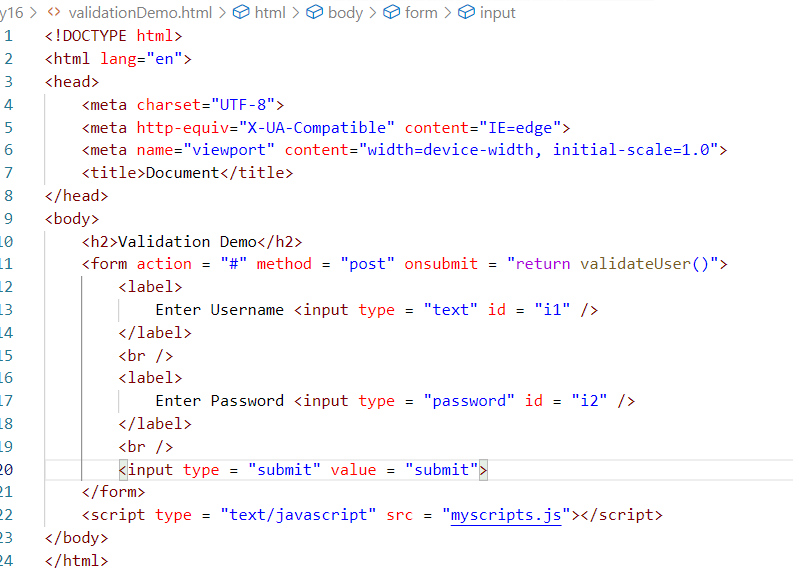 y16 > <> validationDemo.html > html > body > form > input
1 <!DOCTYPE html>
2 <html lang="en">
3 <head>
4 <meta charset="UTF-8">
5 <meta http-equiv="X-UA-Compatible" content="IE=edge">
6 <meta name="viewport" content="width=device-width, initial-scale=1.0">
7 <title>Document</title>
8 </head>
9 <body>
10 <h2>Validation Demo</h2>
11 <form action = "#" method = "post" onsubmit = "return validateUser()">
12 <label>
13 Enter Username <input type = "text" id = "i1" />
14 </label>
15 <br />
16 <label>
17 Enter Password <input type = "password" id = "i2" />
18 </label>
19 <br />
20 <input type = "submit" value = "submit">
21 </form>
22 <script type = "text/javascript" src = "myscripts.js"></script>
23 </body>
24 </html>